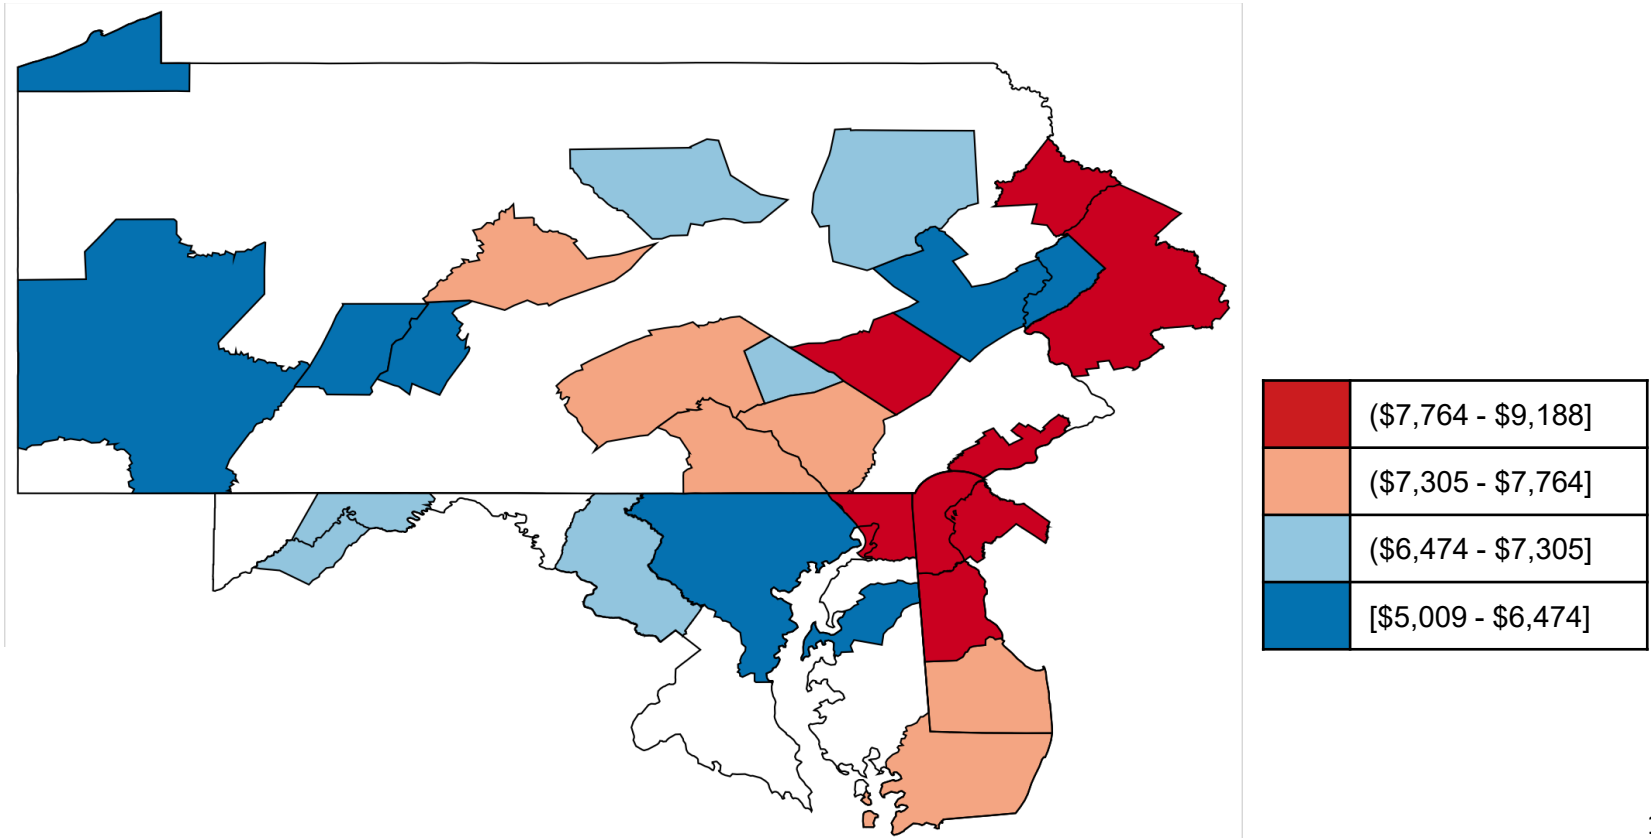 ($7,764 - $9,188]
($7,305 - $7,764]
($6,474 - $7,305]
[$5,009 - $6,474]